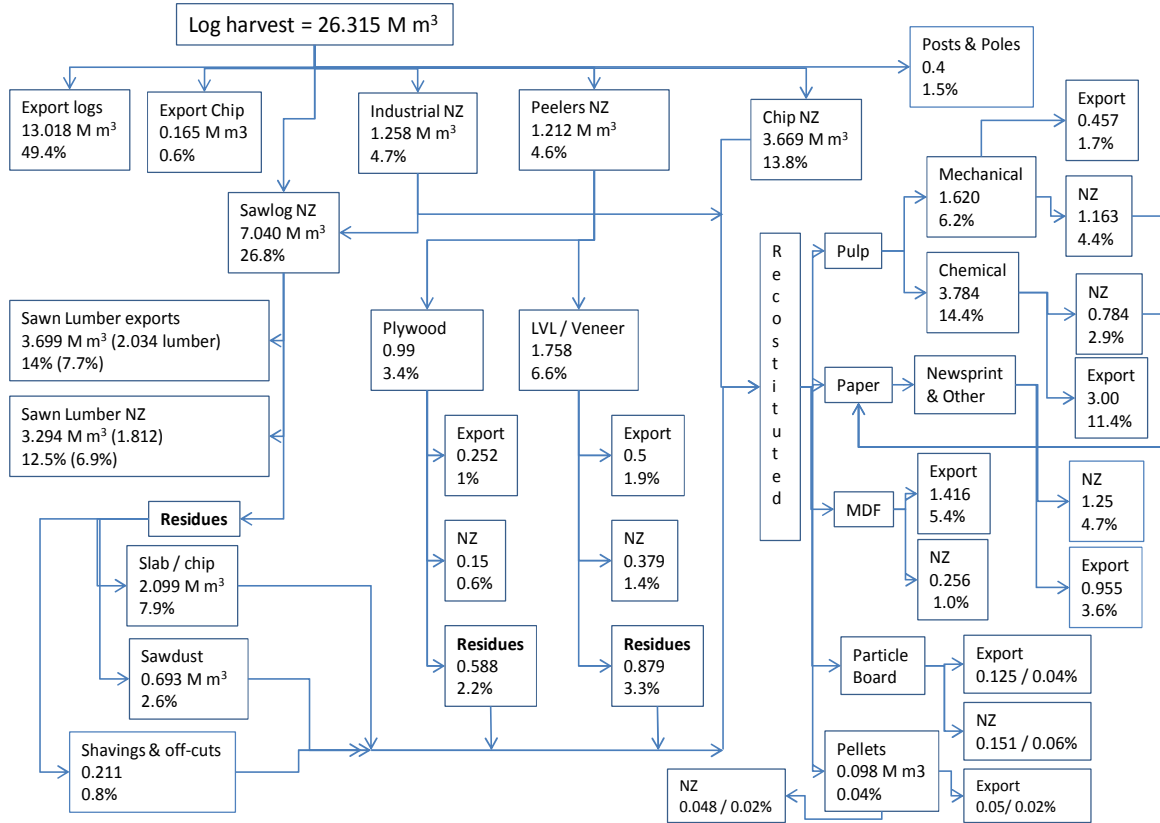 Log harvest = 26.315 M m³
Posts & Poles
0.4
1.5%
Export logs
13.018 M m³
49.4%
Export Chip
0.165 M m3
0.6%
Industrial NZ
1.258 M m³
4.7%
Peelers NZ
1.212 M m³
4.6%
Chip NZ
3.669 M m³
13.8%
Export
0.457
1.7%
Mechanical
1.620
6.2%
NZ
1.163
4.4%
Sawlog NZ
7.040 M m³
26.8%
Recostituted
Pulp
Chemical
3.784
14.4%
NZ
0.784
2.9%
Sawn Lumber exports
3.699 M m³ (2.034 lumber)
14% (7.7%)
Plywood
0.99
3.4%
LVL / Veneer
1.758
6.6%
Paper
Newsprint
& Other
Export
3.00
11.4%
Sawn Lumber NZ
3.294 M m³ (1.812)
12.5% (6.9%)
Export
0.252
1%
Export
0.5
1.9%
MDF
Export
1.416
5.4%
NZ
1.25
4.7%
Residues
Slab / chip
2.099 M m³
7.9%
NZ
0.15
0.6%
NZ
0.379
1.4%
NZ
0.256
1.0%
Export
0.955
3.6%
Sawdust
0.693 M m³
2.6%
Residues
0.588
2.2%
Residues
0.879
3.3%
Particle
Board
Export
0.125 / 0.04%
NZ
0.151 / 0.06%
Shavings & off-cuts
0.211
0.8%
Pellets
0.098 M m3
0.04%
NZ
0.048 / 0.02%
Export
0.05/ 0.02%